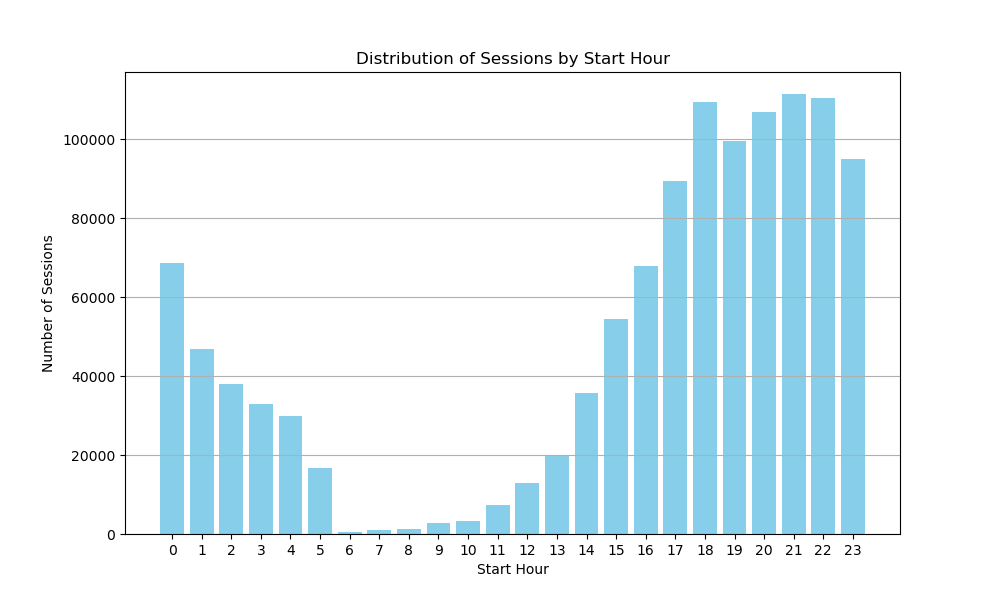 Distribution of Sessions by Start Hour
Number of Sessions
100000
80000
60000
40000
20000
0
0 1 2 3 4 5 6 7 8 9 10 11 12 13 14 15 16 17 18 19 20 21 22 23
Start Hour